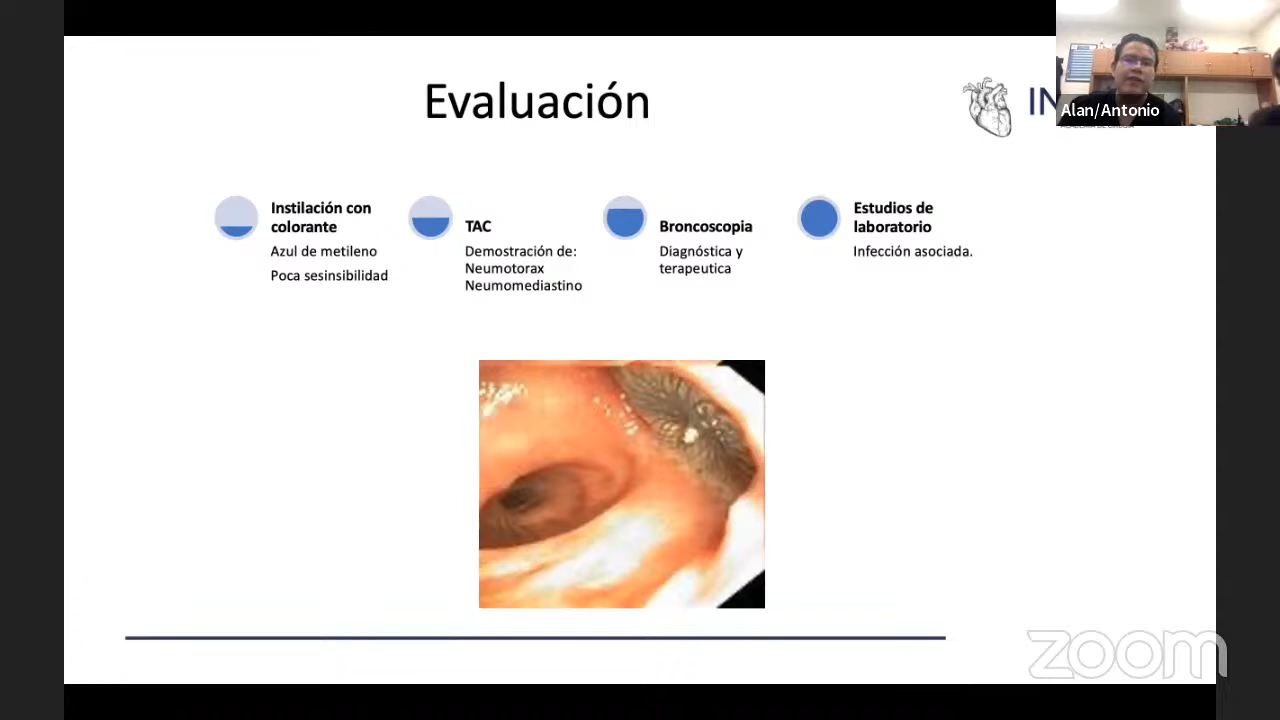 Evaluación
IN
Alan/Antonio
Instilación con
colorante
Azul de metileno
Poca sesinsibilidad
TAC
Demostración de:
Neumotorax
Neumomediastino
Broncoscopia
Diagnóstica y
terapeutica
Estudios de
laboratorio
Infección asociada.
zoom